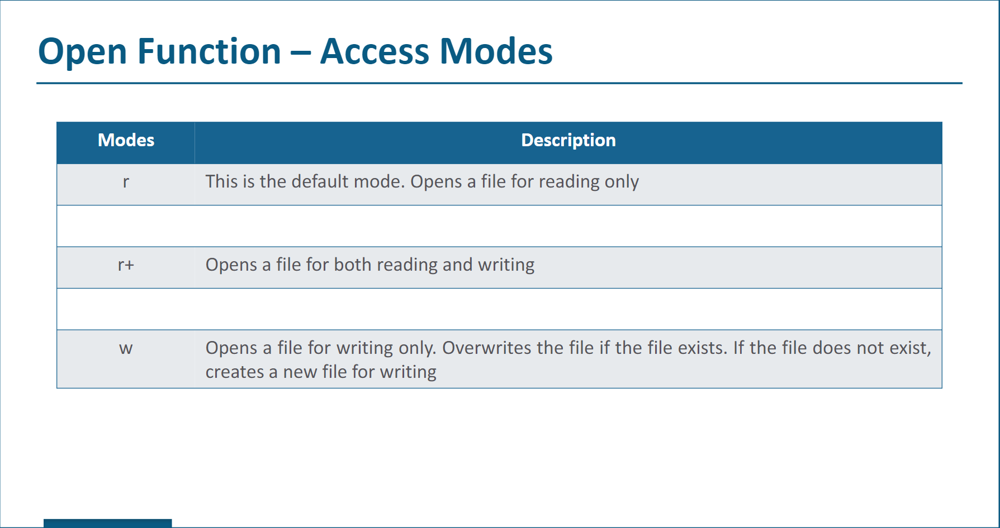 Open Function – Access Modes
Modes Description
r This is the default mode. Opens a file for reading only
r+ Opens a file for both reading and writing
w Opens a file for writing only. Overwrites the file if the file exists. If the file does not exist,
creates a new file for writing